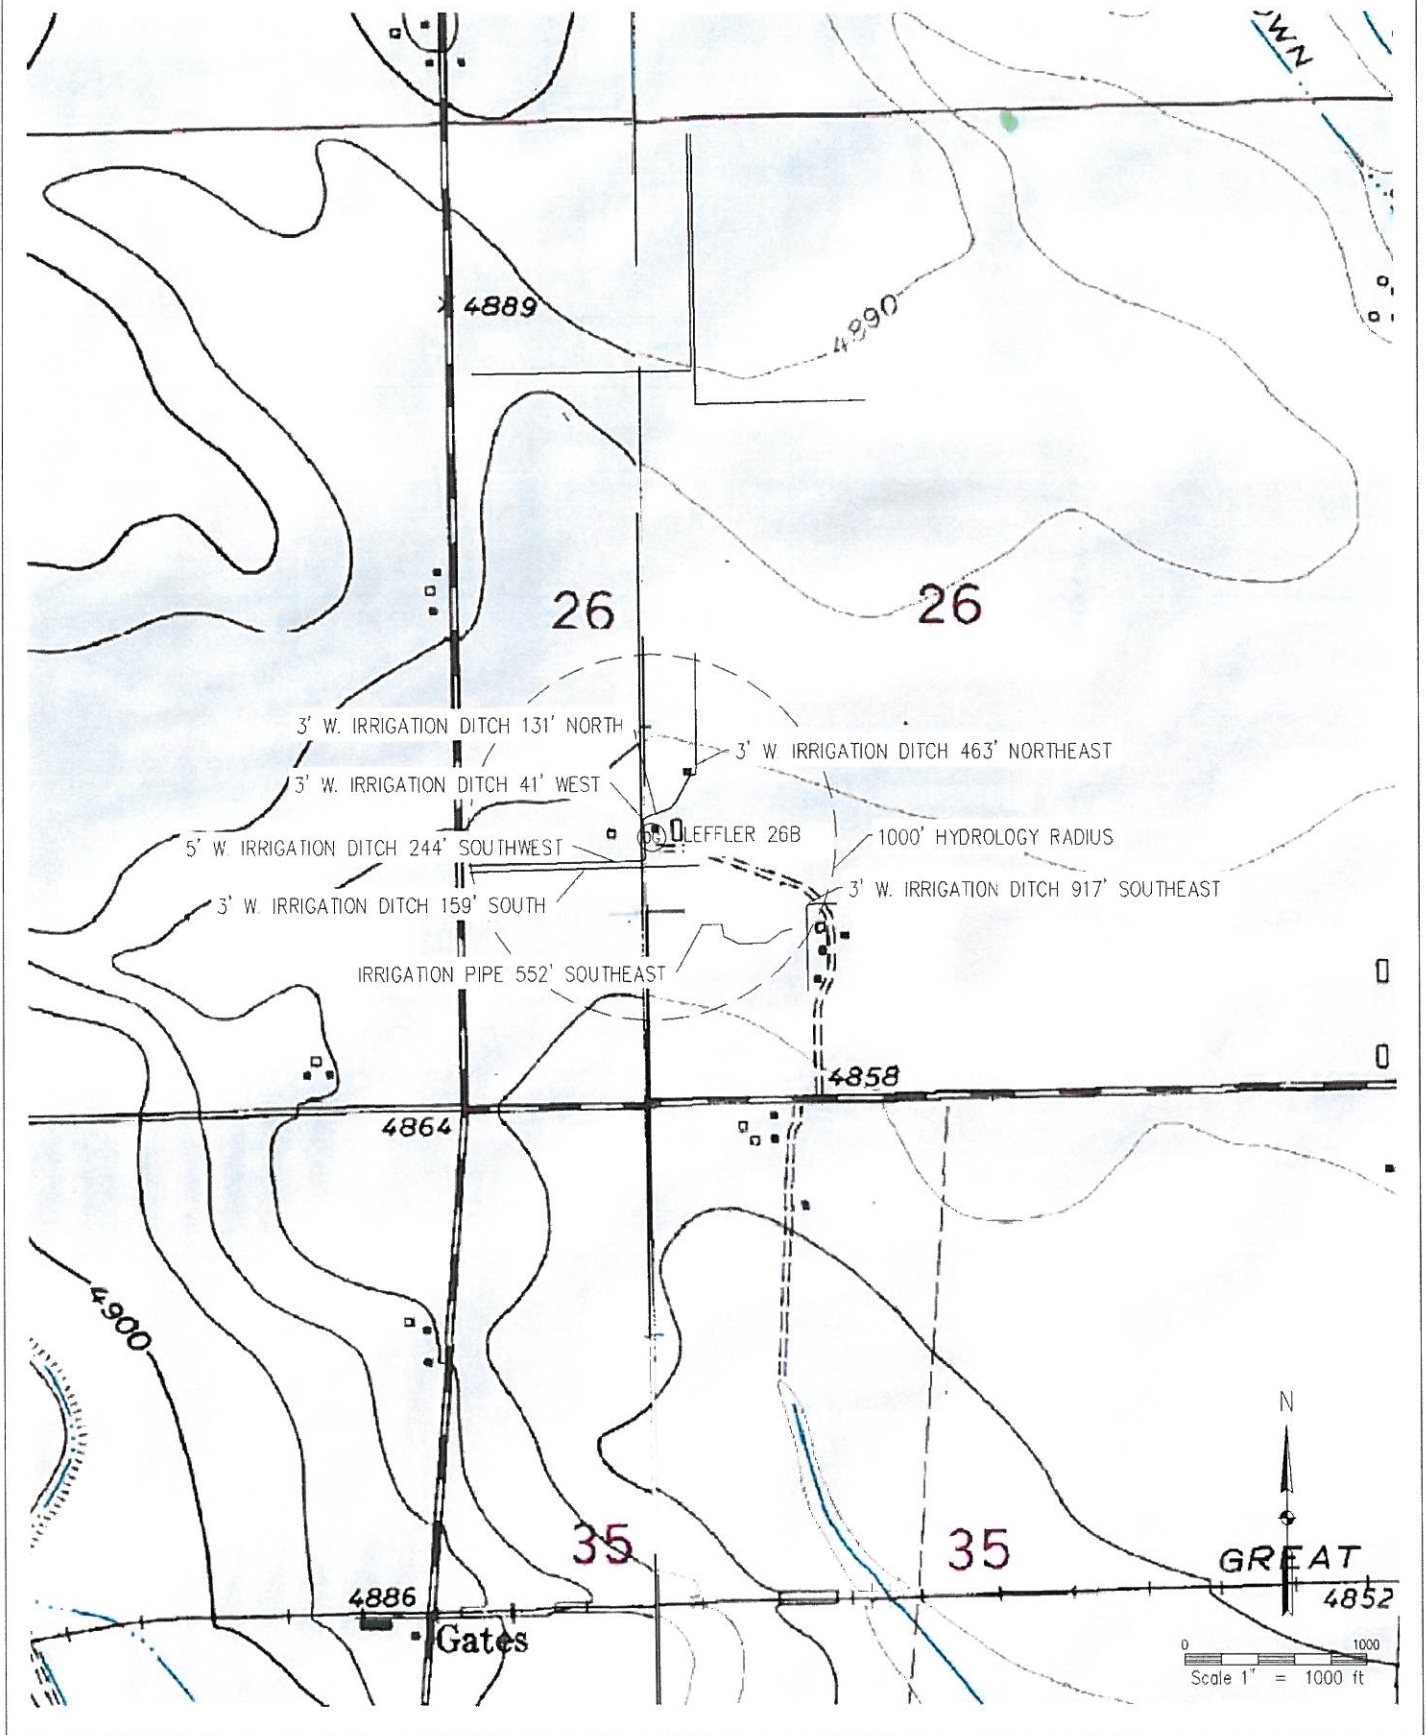 OWN
4889
4890
26
26
3' W. IRRIGATION DITCH 131' NORTH
3' W. IRRIGATION DITCH 463' NORTHEAST
3' W. IRRIGATION DITCH 41' WEST
LEFFLER 26B
1000' HYDROLOGY RADIUS
5' W. IRRIGATION DITCH 244' SOUTHWEST
3' W. IRRIGATION DITCH 917' SOUTHEAST
3' W. IRRIGATION DITCH 159' SOUTH
IRRIGATION PIPE 552' SOUTHEAST
4858
4864
4900
N
35
35
GREAT
4886
4852
Gates
0 1000
Scale 1" = 1000 ft